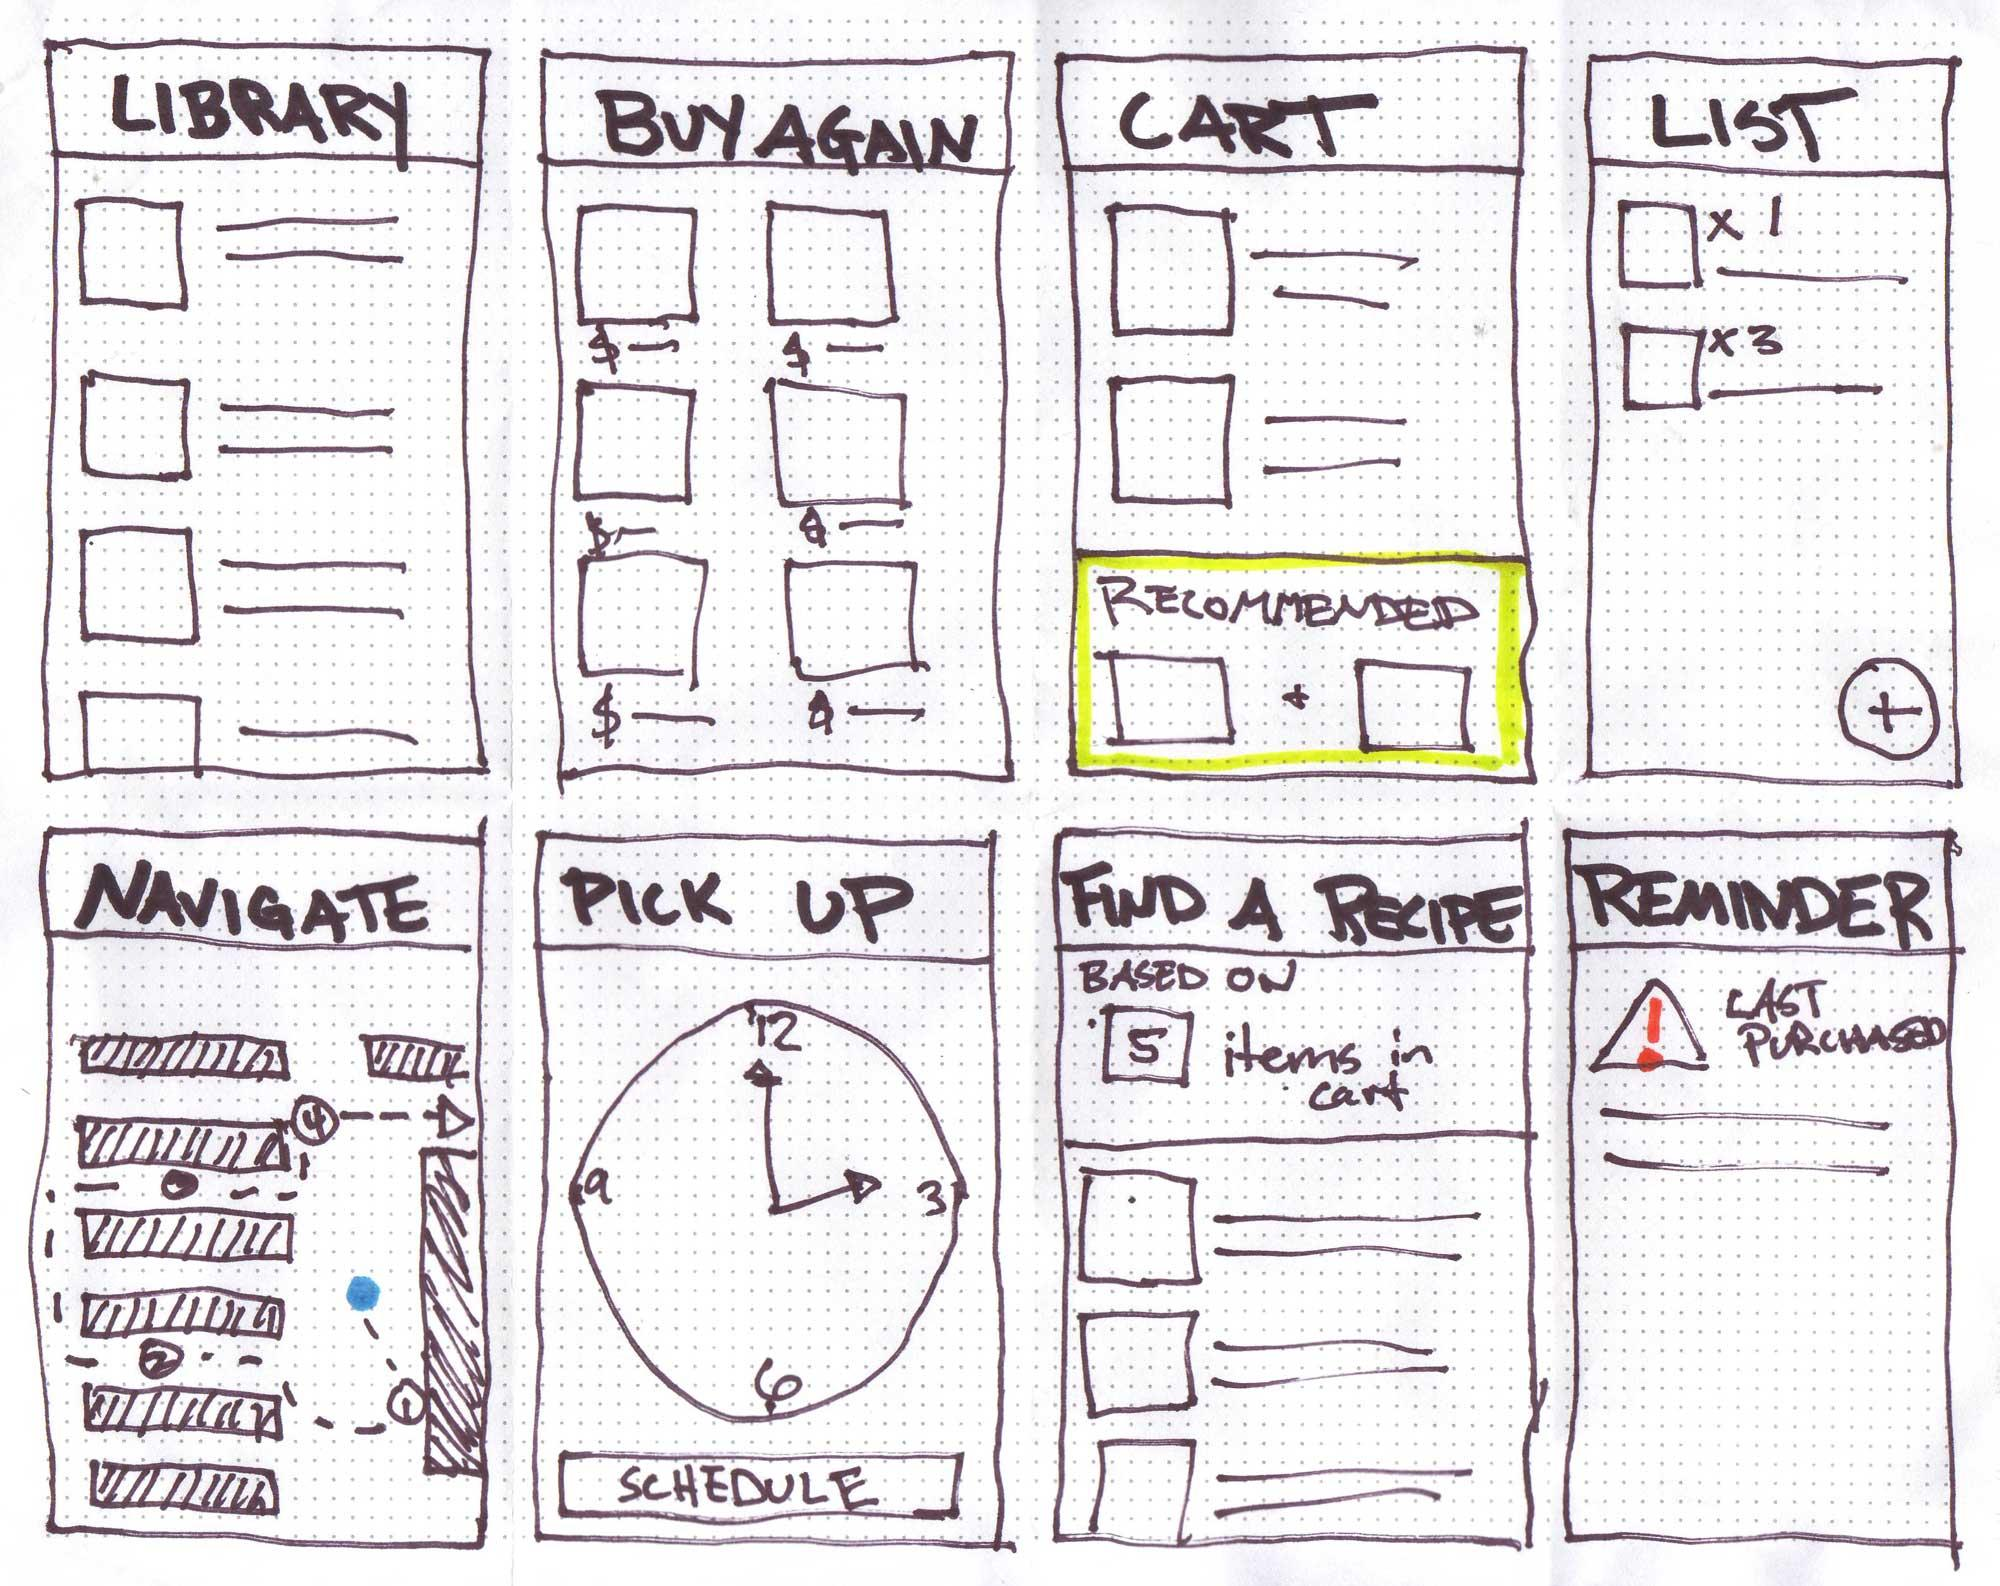 LIBRARY
BUY AGAIN
$
$
$
$
$
$
CART
RECOMMENDED
+
LIST
x 1
x 3
+
NAVIGATE
4
2
1
PICK UP
12
9
3
6
SCHEDULE
FIND A RECIPE
BASED ON
5 items in
cart
REMINDER
! LAST
PURCHASED